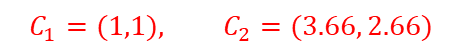 C₁ = (1,1), C₂ = (3.66, 2.66)